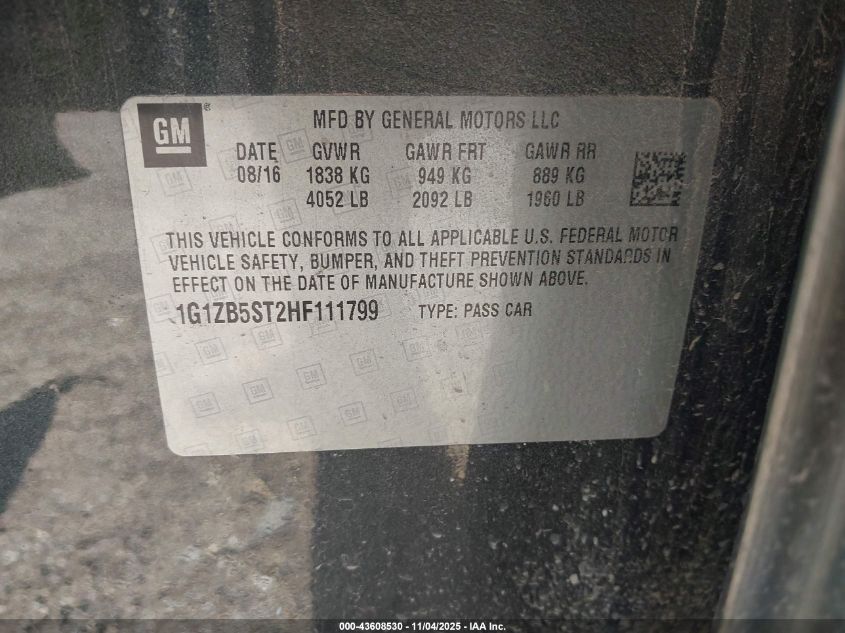 GM ®
MFD BY GENERAL MOTORS LLC
DATE GVWR GAWR FRT GAWR RR
08/16 1838 KG 949 KG 889 KG
4052 LB 2092 LB 1960 LB
THIS VEHICLE CONFORMS TO ALL APPLICABLE U.S. FEDERAL MOTOR
VEHICLE SAFETY, BUMPER, AND THEFT PREVENTION STANDARDS IN
EFFECT ON THE DATE OF MANUFACTURE SHOWN ABOVE.
1G1ZB5ST2HF111799 TYPE: PASS CAR
000-43608530 - 11/04/2025 - IAA Inc.